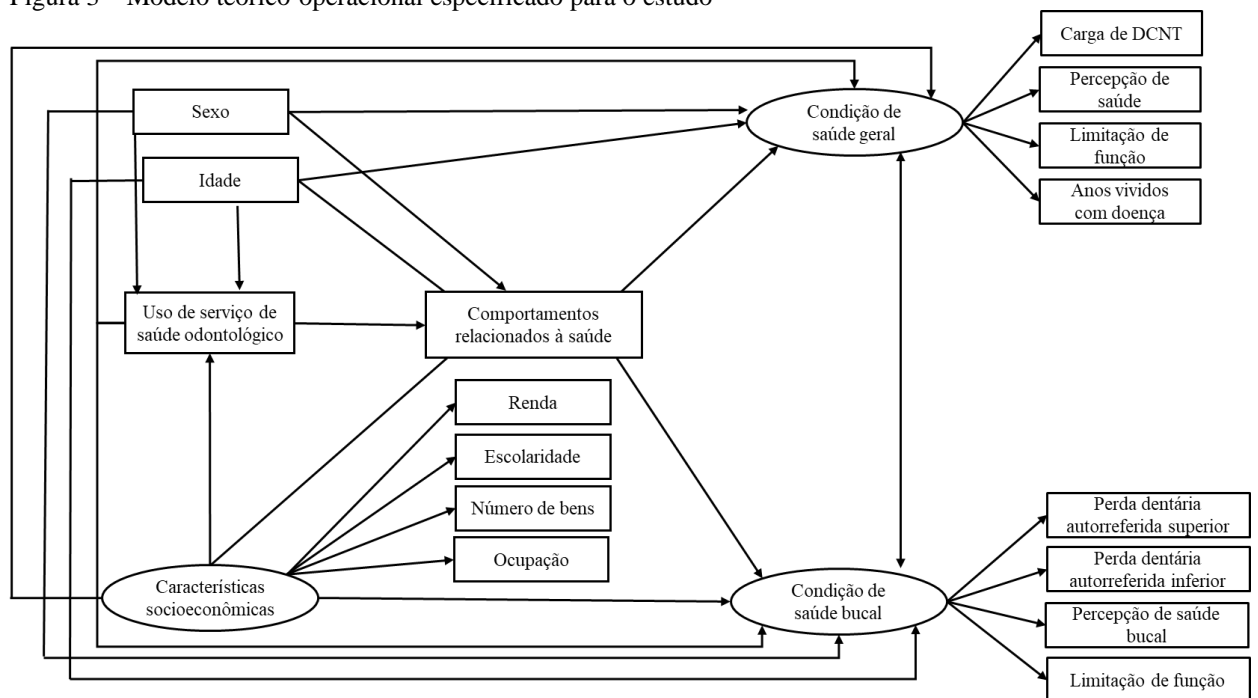 Figura 3 – Modelo teórico-operacional especificado para o estudo
Carga de DCNT
Percepção de
saúde
Limitação de
função
Anos vividos
com doença
Condição de
saúde geral
Sexo
Idade
Uso de serviço de
saúde odontológico
Comportamentos
relacionados à saúde
Renda
Escolaridade
Número de bens
Ocupação
Características
socioeconômicas
Condição de
saúde bucal
Perda dentária
autorreferida superior
Perda dentária
autorreferida inferior
Percepção de saúde
bucal
Limitação de função